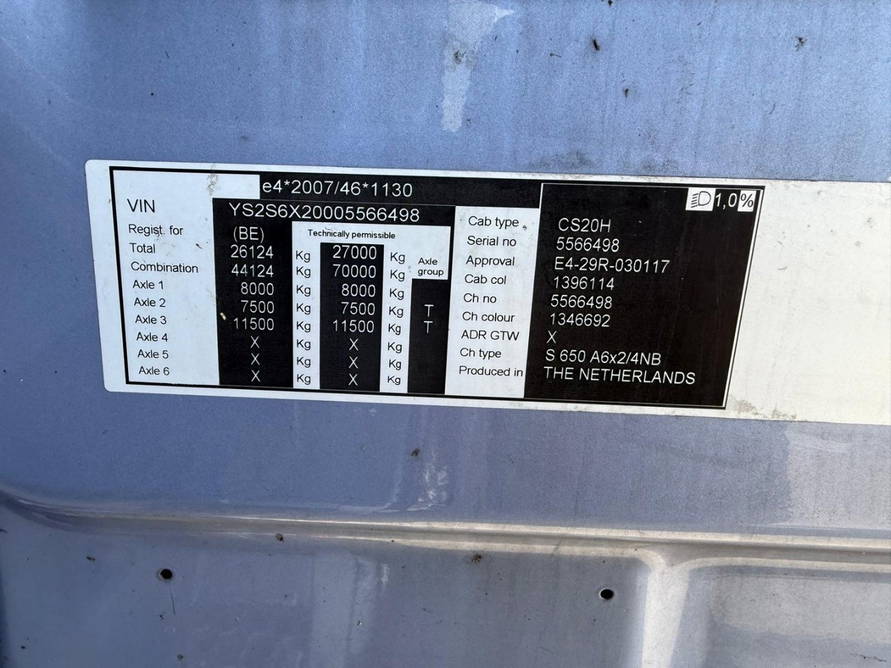 e4*2007/46*1130
1,0%
VIN YS2S6X20005566498
Regist. for (BE) Technically permissible
Total 26124 Kg 27000 Kg Axle group
Combination 44124 Kg 70000 Kg
Axle 1 8000 Kg 8000 Kg
Axle 2 7500 Kg 7500 Kg T
Axle 3 11500 Kg 11500 Kg T
Axle 4 X Kg X Kg
Axle 5 X Kg X Kg
Axle 6 X Kg X Kg
Cab type CS20H
Serial no 5566498
Approval E4-29R-030117
Cab col 1396114
Ch no 5566498
Ch colour 1346692
ADR GTW X
Ch type S 650 A6x2/4NB
Produced in THE NETHERLANDS